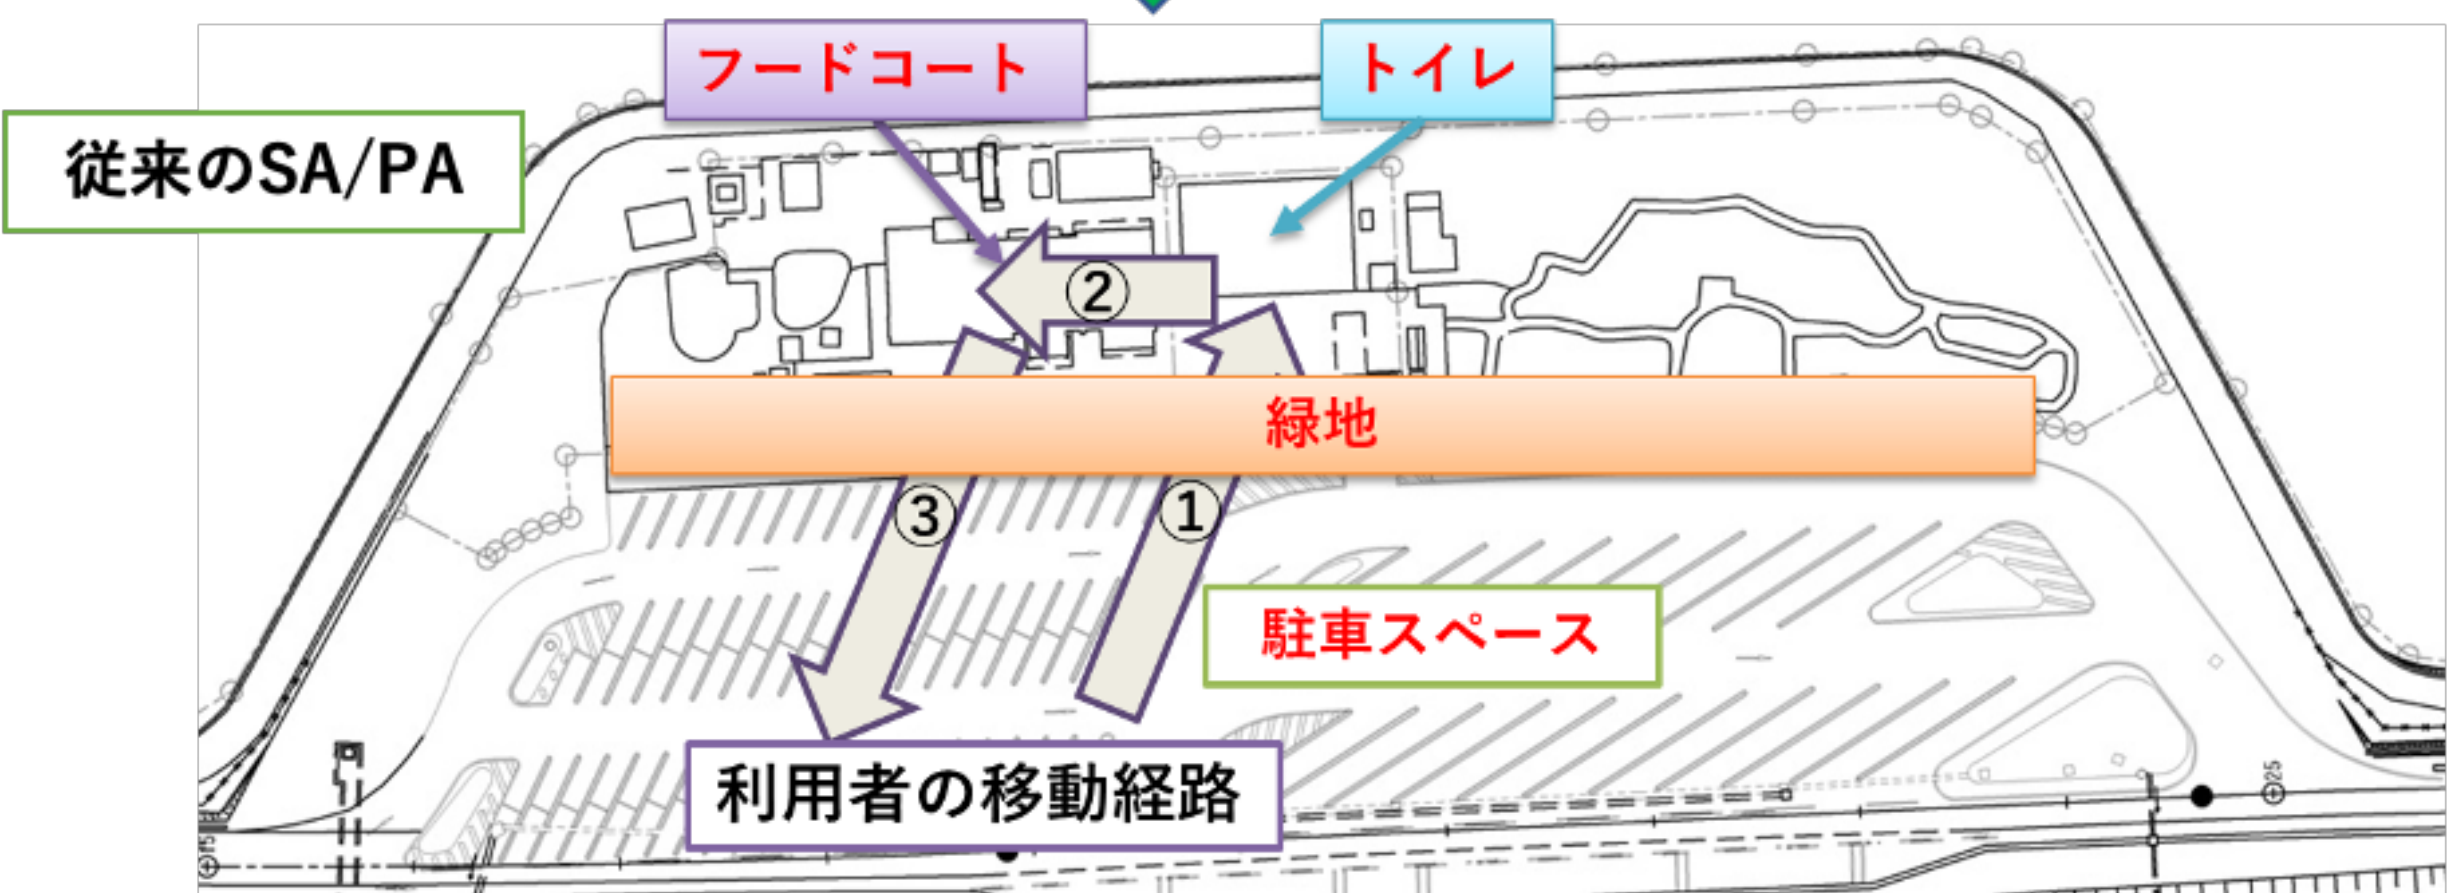 フードコート
トイレ
従来のSA/PA
②
緑地
③
①
駐車スペース
利用者の移動経路
25